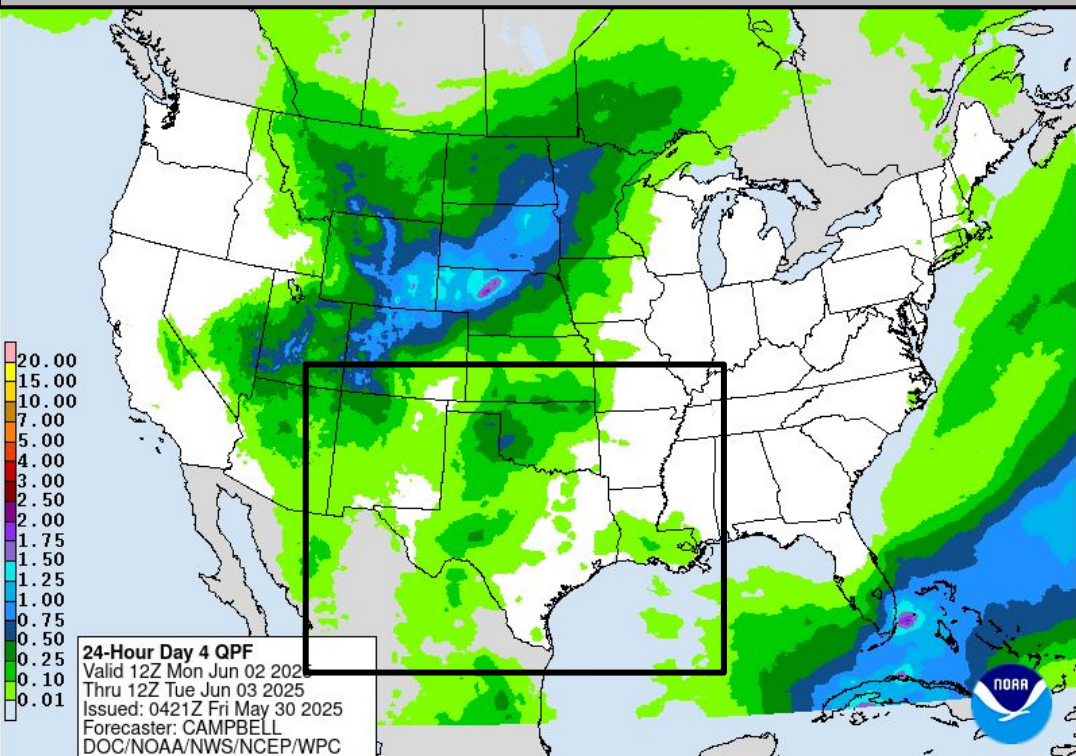 20.00
15.00
10.00
7.00
5.00
4.00
3.00
2.50
2.00
1.75
1.50
1.25
1.00
0.75
0.50
0.25
0.10
0.01
24-Hour Day 4 QPF
Valid 12Z Mon Jun 02 2025
Thru 12Z Tue Jun 03 2025
Issued: 0421Z Fri May 30 2025
Forecaster: CAMPBELL
DOC/NOAA/NWS/NCEP/WPC
NOAA